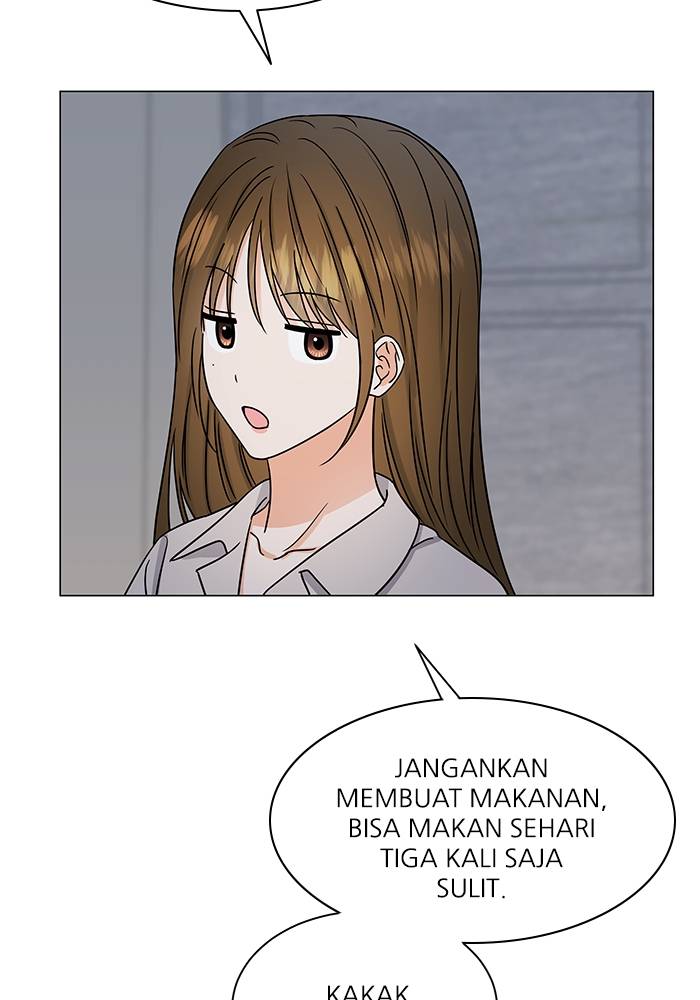 JANGANKAN
MEMBUAT MAKANAN,
BISA MAKAN SEHARI
TIGA KALI SAJA
SULIT.
KAKAK